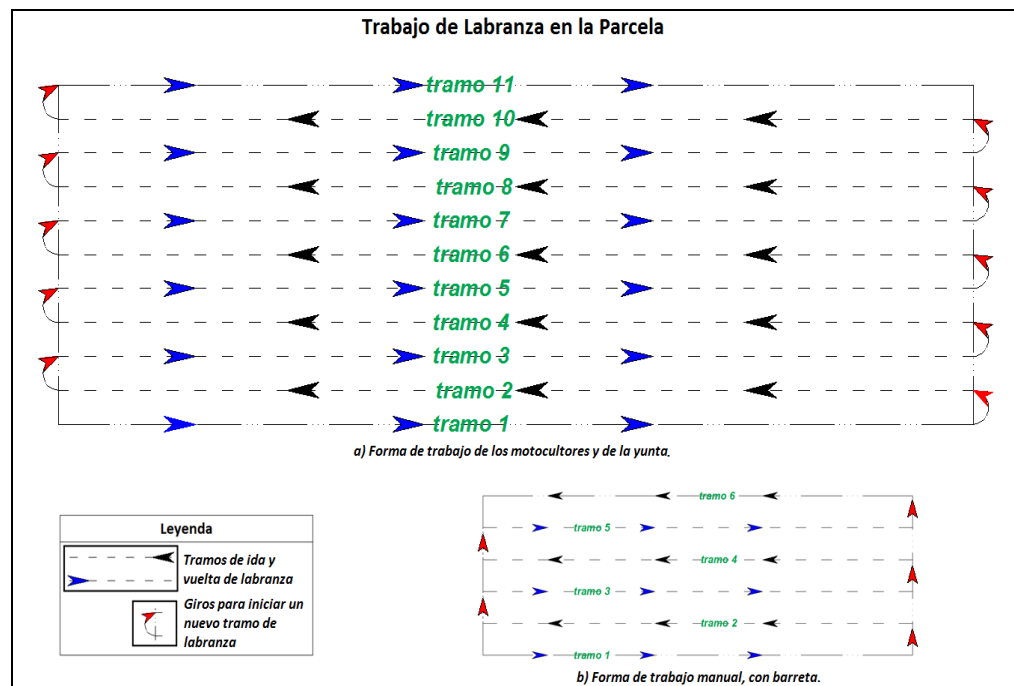 Trabajo de Labranza en la Parcela
tramo 11
tramo 10
tramo 9
tramo 8
tramo 7
tramo 6
tramo 5
tramo 4
tramo 3
tramo 2
tramo 1
a) Forma de trabajo de los motocultores y de la yunta.
Leyenda
Tramos de ida y
vuelta de labranza
Giros para iniciar un
nuevo tramo de
labranza
tramo 6
tramo 5
tramo 4
tramo 3
tramo 2
tramo 1
b) Forma de trabajo manual, con barreta.